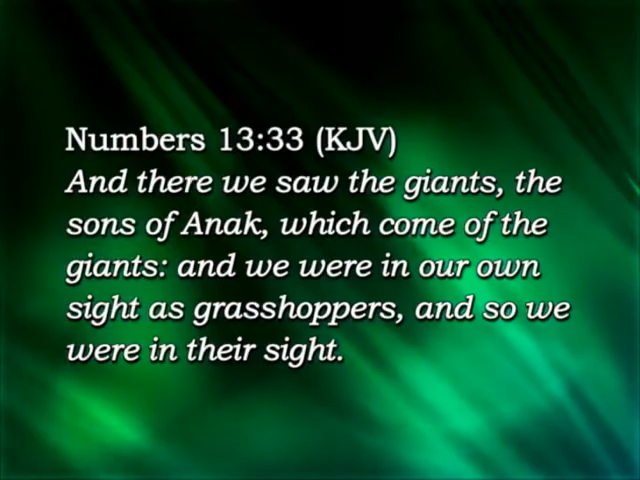 Numbers 13:33 (KJV)
And there we saw the giants, the
sons of Anak, which come of the
giants: and we were in our own
sight as grasshoppers, and so we
were in their sight.